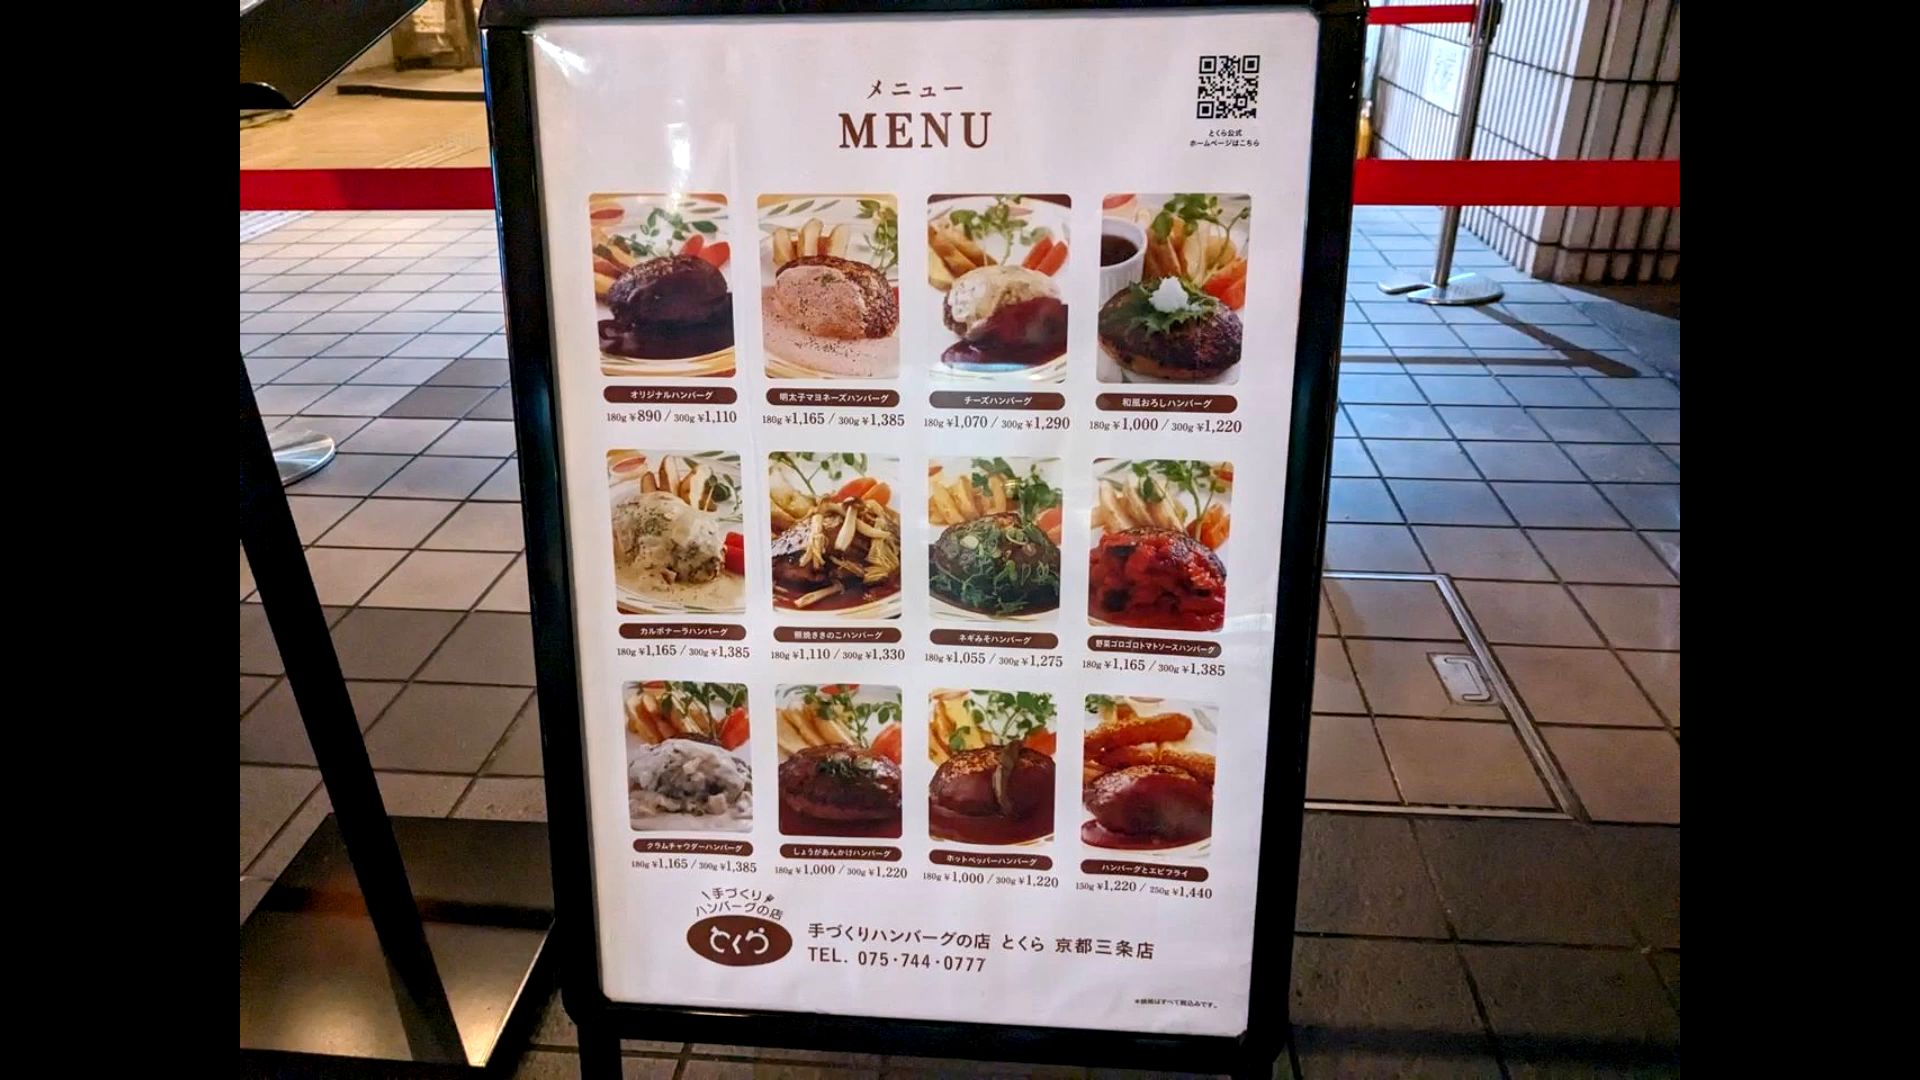 メニュー
MENU
とくら公式
ホームページはこちら
オリジナルハンバーグ
180g ¥890 / 300g ¥1,110
明太子マヨネーズハンバーグ
180g ¥1,165 / 300g ¥1,385
チーズハンバーグ
180g ¥1,070 / 300g ¥1,290
和風おろしハンバーグ
180g ¥1,000 / 300g ¥1,220
カルボナーラハンバーグ
180g ¥1,165 / 300g ¥1,385
照焼ききのこハンバーグ
180g ¥1,110 / 300g ¥1,330
ネギみそハンバーグ
180g ¥1,055 / 300g ¥1,275
野菜ゴロゴロトマトソースハンバーグ
180g ¥1,165 / 300g ¥1,385
クラムチャウダーハンバーグ
180g ¥1,165 / 300g ¥1,385
しょうがあんかけハンバーグ
180g ¥1,000 / 300g ¥1,220
ホットペッパーハンバーグ
180g ¥1,000 / 300g ¥1,220
ハンバーグとエビフライ
150g ¥1,220 / 250g ¥1,440
手づくり
ハンバーグの店
とくら
手づくりハンバーグの店 とくら 京都三条店
TEL. 075・744・0777
※価格はすべて税込みです。